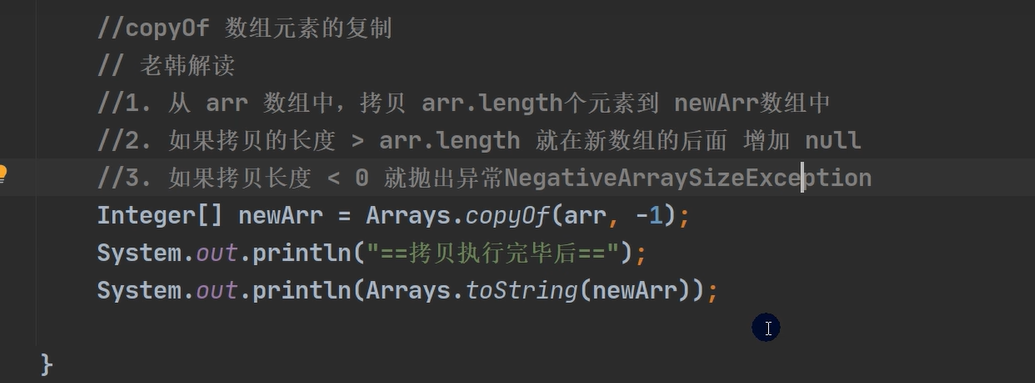 //copyOf 数组元素的复制
// 老韩解读
//1. 从 arr 数组中，拷贝 arr.length个元素到 newArr数组中
//2. 如果拷贝的长度 > arr.length 就在新数组的后面 增加 null
//3. 如果拷贝长度 < 0 就抛出异常NegativeArraySizeException
Integer[] newArr = Arrays.copyOf(arr, -1);
System.out.println("==拷贝执行完毕后==");
System.out.println(Arrays.toString(newArr));
}